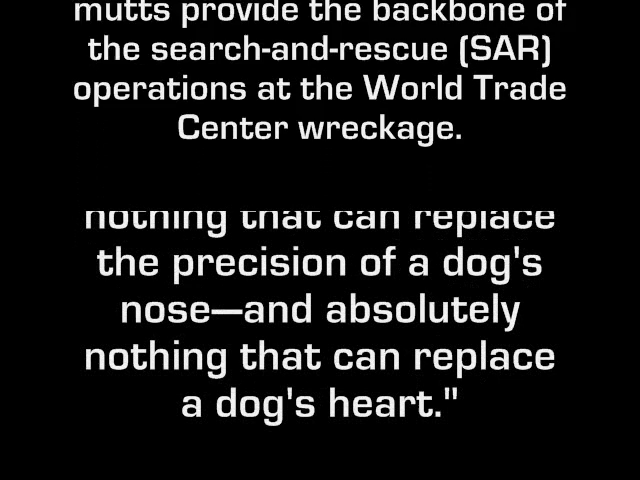 mutts provide the backbone of
the search-and-rescue (SAR)
operations at the World Trade
Center wreckage.
nothing that can replace
the precision of a dog's
nose—and absolutely
nothing that can replace
a dog's heart."